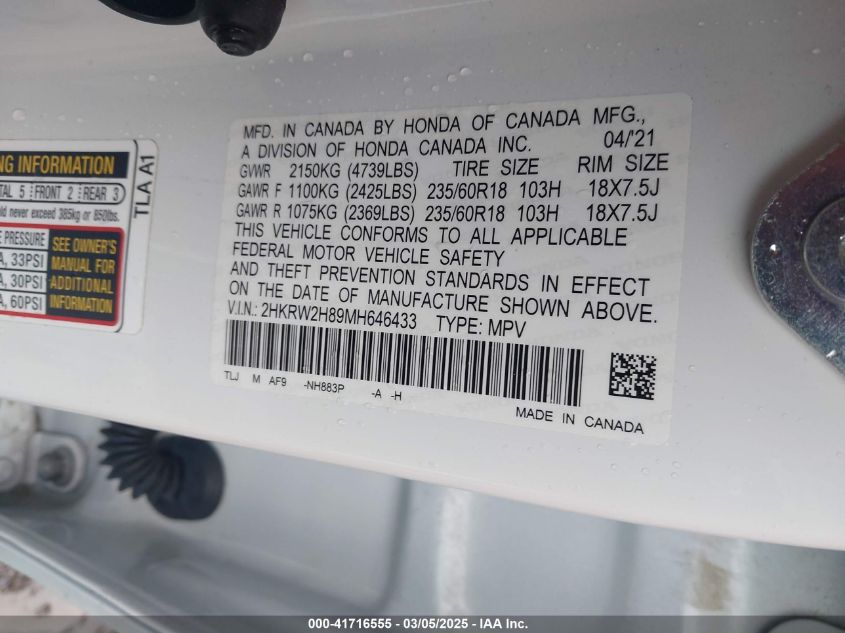 MFD. IN CANADA BY HONDA OF CANADA MFG.,
A DIVISION OF HONDA CANADA INC. 04/'21
GVWR 2150KG (4739LBS) TIRE SIZE RIM SIZE
GAWR F 1100KG (2425LBS) 235/60R18 103H 18X7.5J
GAWR R 1075KG (2369LBS) 235/60R18 103H 18X7.5J
THIS VEHICLE CONFORMS TO ALL APPLICABLE
FEDERAL MOTOR VEHICLE SAFETY
AND THEFT PREVENTION STANDARDS IN EFFECT
ON THE DATE OF MANUFACTURE SHOWN ABOVE.
V.I.N.: 2HKRW2H89MH646433 TYPE: MPV
TLJ M AF9 -NH883P -A -H
MADE IN CANADA
NG INFORMATION
TAL 5 FRONT 2 REAR 3
ld never exceed 385kg or 850lbs.
E PRESSURE
A, 33PSI
A, 30PSI
A, 60PSI
SEE OWNER'S
MANUAL FOR
ADDITIONAL
INFORMATION
TLA A1
000-41716555 - 03/05/2025 - IAA Inc.